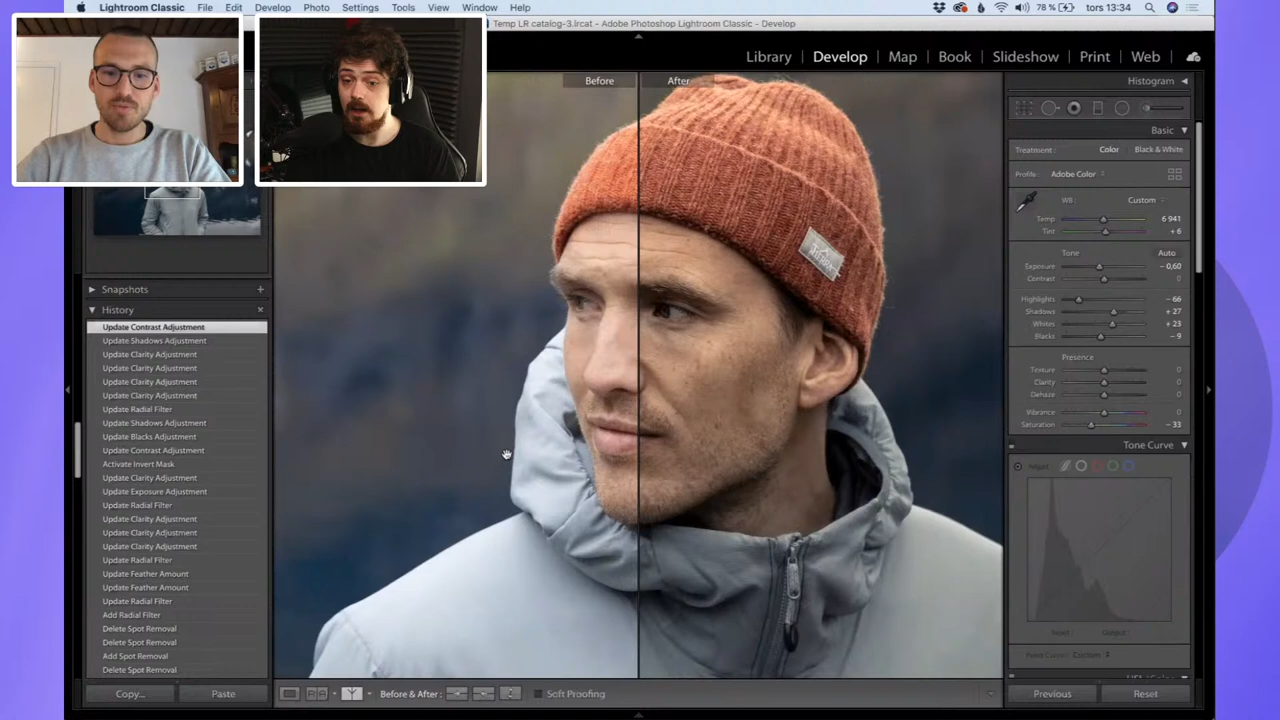 Lightroom Classic File Edit Develop Photo Settings Tools View Window Help 78 % tors 13:34
Temp LR catalog-3.lrcat - Adobe Photoshop Lightroom Classic - Develop
Library Develop Map Book Slideshow Print Web
Before After
Histogram
Basic
Treatment: Color Black & White
Profile: Adobe Color
WB: Custom
Temp 6 941
Tint + 6
Tone Auto
Exposure − 0,60
Contrast 0
Highlights − 66
Shadows + 27
Whites + 23
Blacks − 9
Presence
Texture 0
Clarity 0
Dehaze 0
Vibrance 0
Saturation − 33
Tone Curve
Adjust
Input: Output:
Point Curve: Custom
Snapshots +
History
Update Contrast Adjustment
Update Shadows Adjustment
Update Clarity Adjustment
Update Clarity Adjustment
Update Clarity Adjustment
Update Clarity Adjustment
Update Radial Filter
Update Shadows Adjustment
Update Blacks Adjustment
Update Contrast Adjustment
Activate Invert Mask
Update Clarity Adjustment
Update Exposure Adjustment
Update Radial Filter
Update Clarity Adjustment
Update Clarity Adjustment
Update Clarity Adjustment
Update Radial Filter
Update Feather Amount
Update Feather Amount
Update Radial Filter
Add Radial Filter
Delete Spot Removal
Delete Spot Removal
Add Spot Removal
Delete Spot Removal
Copy... Paste
Before & After: Soft Proofing
Previous Reset